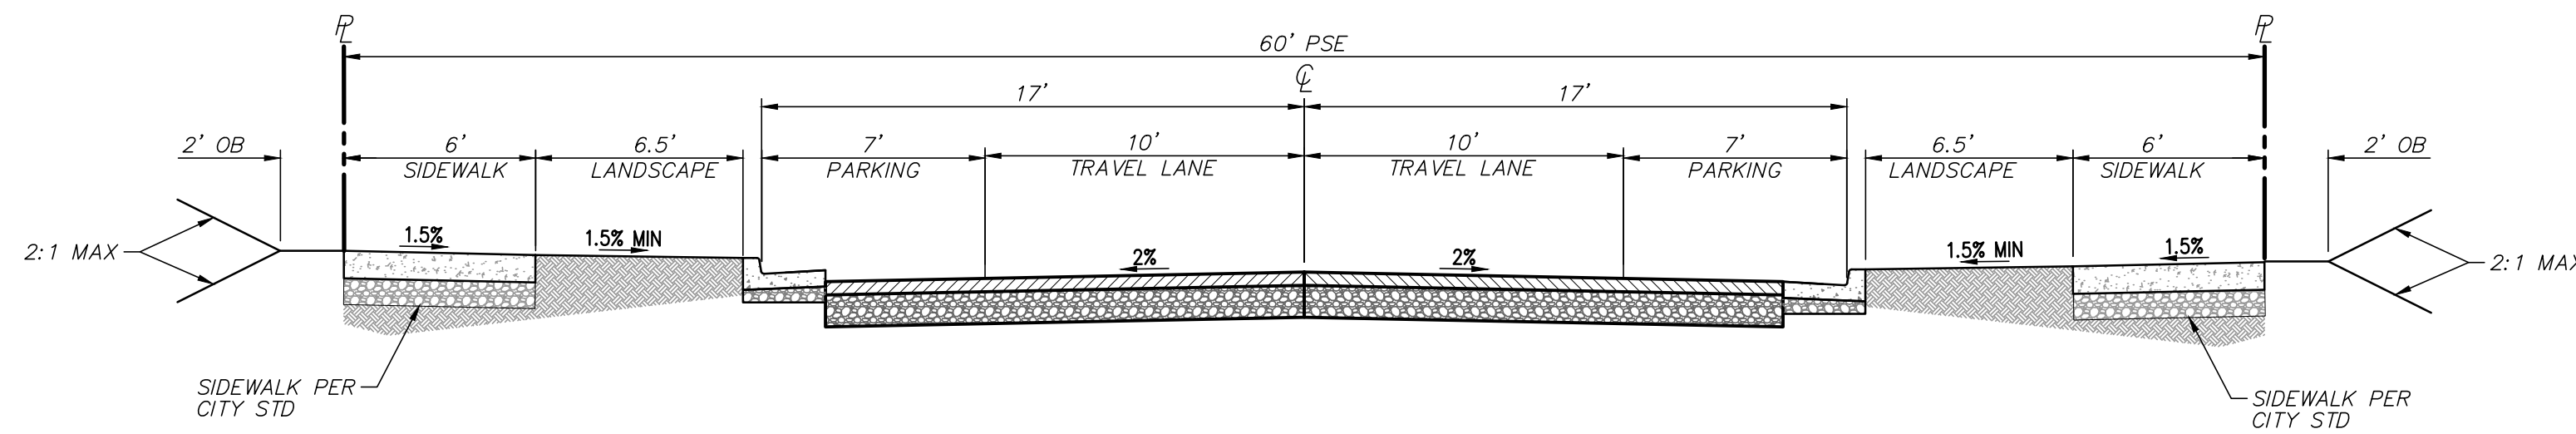 PL
PL
60' PSE
CL
17'
17'
2' OB
6'
6.5'
7'
10'
10'
7'
6.5'
6'
2' OB
SIDEWALK
LANDSCAPE
PARKING
TRAVEL LANE
TRAVEL LANE
PARKING
LANDSCAPE
SIDEWALK
2:1 MAX
1.5%
1.5% MIN
2%
2%
1.5% MIN
1.5%
2:1 MAX
SIDEWALK PER
CITY STD
SIDEWALK PER
CITY STD